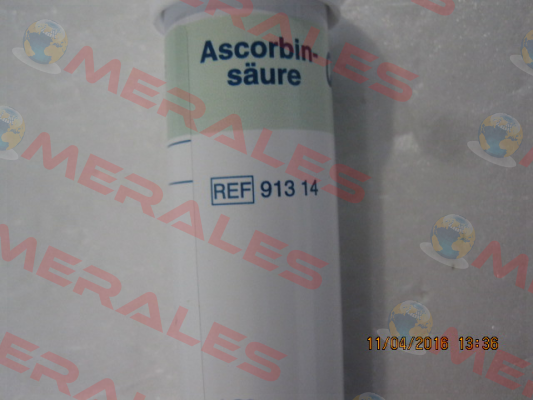 Ascorbin-
säure
REF 913 14
MERALES
MERALES
MERALES
MERALES
11/04/2016 13:36